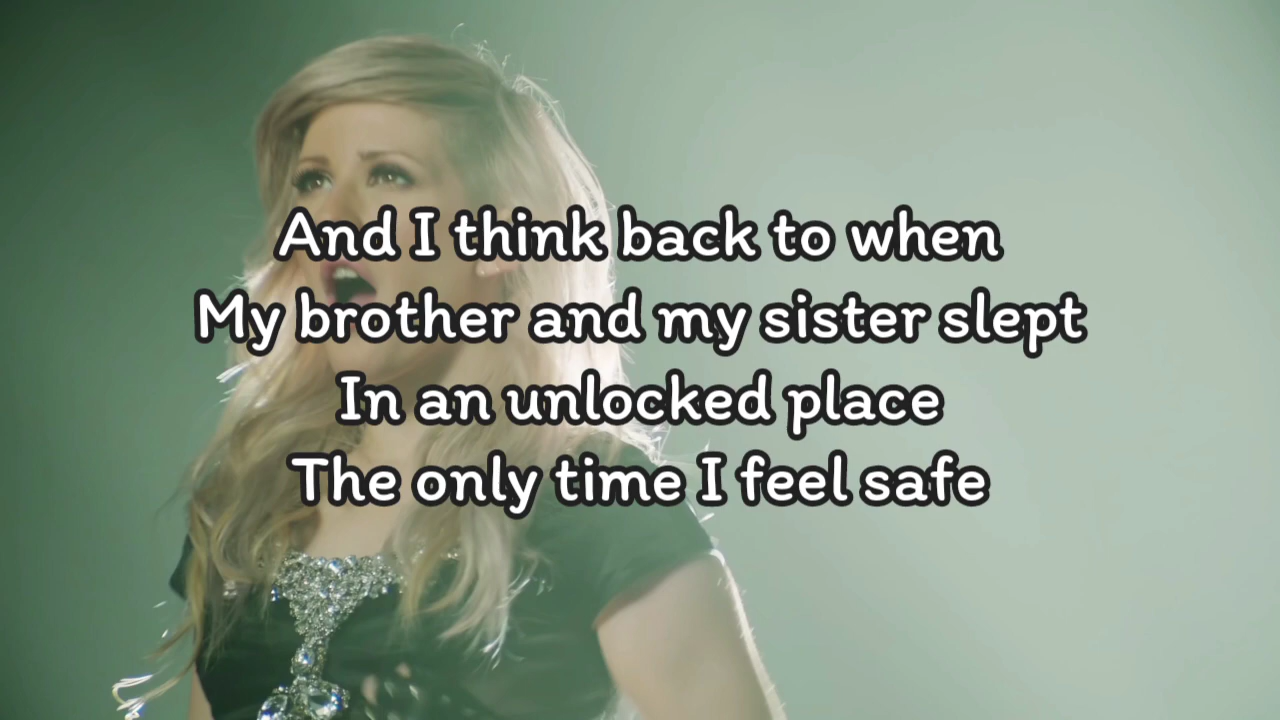 And I think back to when
My brother and my sister slept
In an unlocked place
The only time I feel safe